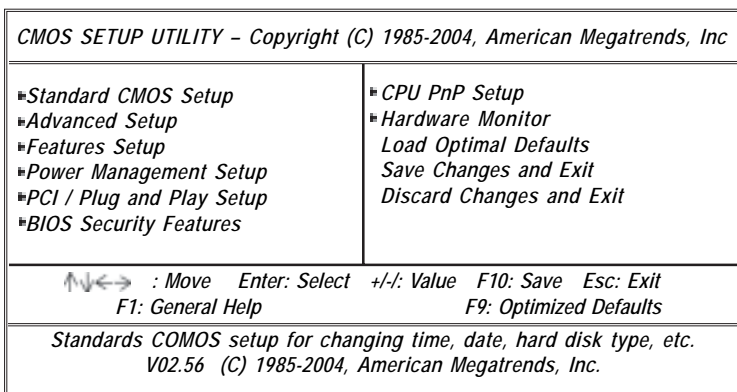 CMOS SETUP UTILITY – Copyright (C) 1985-2004, American Megatrends, Inc
Standard CMOS Setup
Advanced Setup
Features Setup
Power Management Setup
PCI / Plug and Play Setup
BIOS Security Features
CPU PnP Setup
Hardware Monitor
Load Optimal Defaults
Save Changes and Exit
Discard Changes and Exit
↑↓←→ : Move Enter: Select +/-/: Value F10: Save Esc: Exit
F1: General Help F9: Optimized Defaults
Standards COMOS setup for changing time, date, hard disk type, etc.
V02.56 (C) 1985-2004, American Megatrends, Inc.